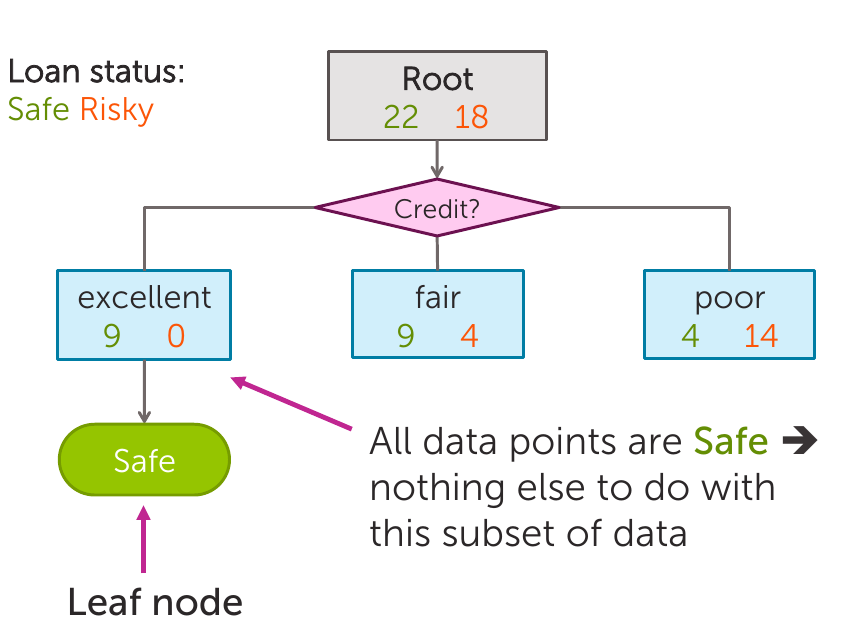 Loan status:
Safe Risky
Root
22 18
Credit?
excellent
9 0
fair
9 4
poor
4 14
Safe
All data points are Safe ➔
nothing else to do with
this subset of data
Leaf node